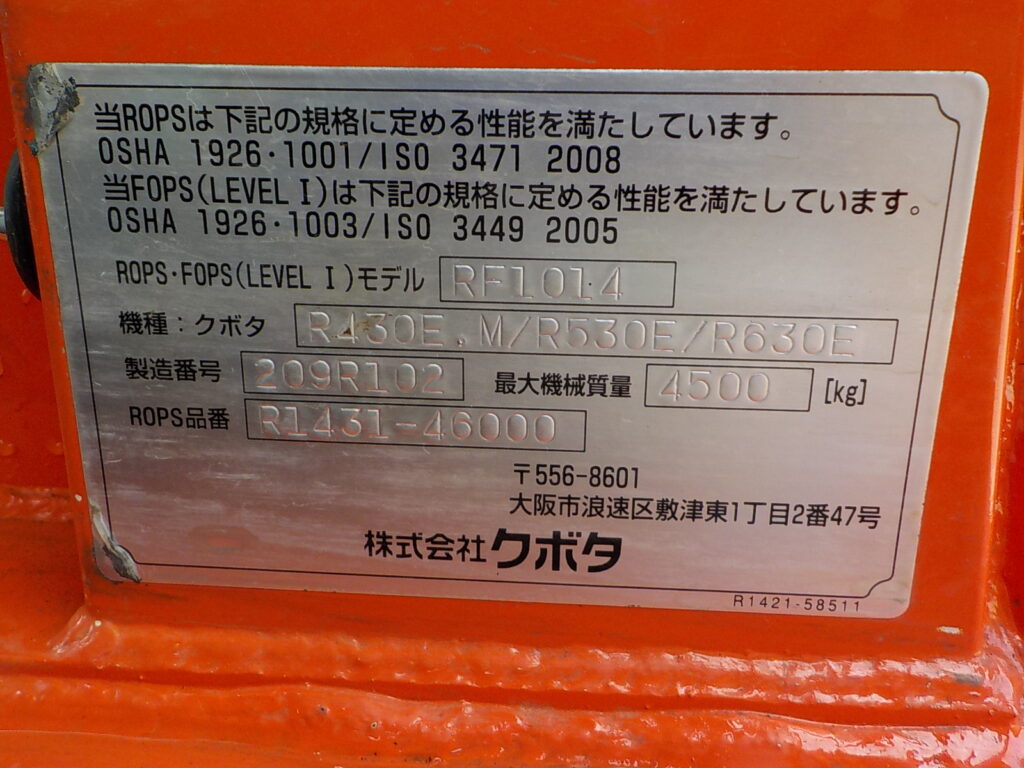 当ROPSは下記の規格に定める性能を満たしています。
OSHA 1926・1001/ISO 3471 2008
当FOPS(LEVEL I)は下記の規格に定める性能を満たしています。
OSHA 1926・1003/ISO 3449 2005
ROPS・FOPS(LEVEL I)モデル RF1014
機種：クボタ R430E.M/R530E/R630E
製造番号 209R102 最大機械質量 4500 [kg]
ROPS品番 R1431-46000
〒556-8601
大阪市浪速区敷津東1丁目2番47号
株式会社クボタ
R1421-58511